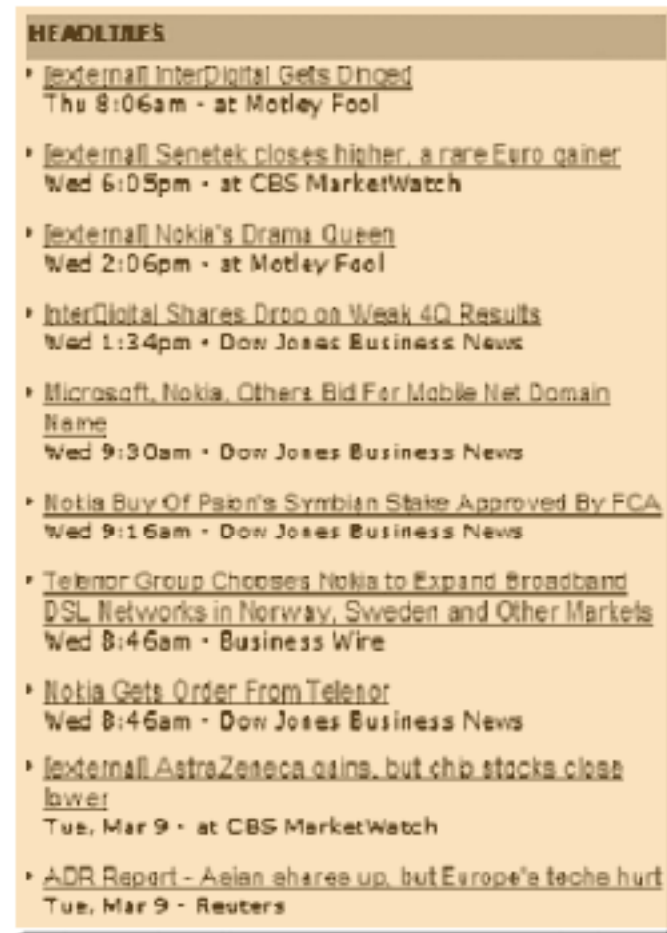 HEADLINES
[external] InterDigital Gets Dinged
Thu 8:06am - at Motley Fool
[external] Senetek closes higher, a rare Euro gainer
Wed 6:05pm - at CBS MarketWatch
[external] Nokia's Drama Queen
Wed 2:06pm - at Motley Fool
InterDigital Shares Drop on Weak 4Q Results
Wed 1:34pm - Dow Jones Business News
Microsoft, Nokia, Others Bid For Mobile Net Domain
Name
Wed 9:30am - Dow Jones Business News
Nokia Buy Of Psion's Symbian Stake Approved By FCA
Wed 9:16am - Dow Jones Business News
Telenor Group Chooses Nokia to Expand Broadband
DSL Networks in Norway, Sweden and Other Markets
Wed 8:46am - Business Wire
Nokia Gets Order From Telenor
Wed 8:46am - Dow Jones Business News
[external] AstraZeneca gains, but chip stocks close
lower
Tue, Mar 9 - at CBS MarketWatch
ADR Report - Asian shares up, but Europe's techs hurt
Tue, Mar 9 - Reuters